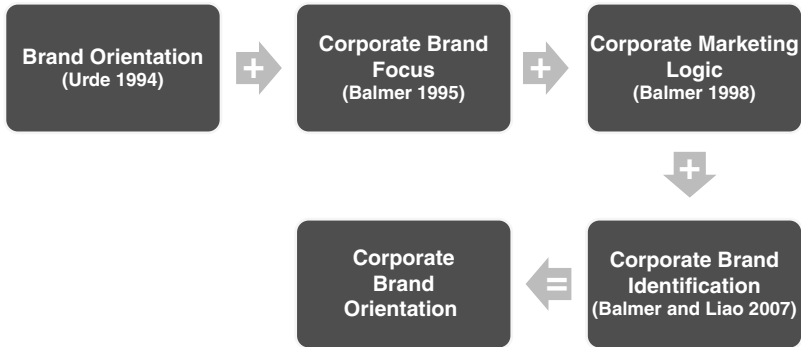 Brand Orientation
(Urde 1994)
+
Corporate Brand
Focus
(Balmer 1995)
+
Corporate Marketing
Logic
(Balmer 1998)
+
Corporate Brand
Identification
(Balmer and Liao 2007)
=
Corporate
Brand
Orientation